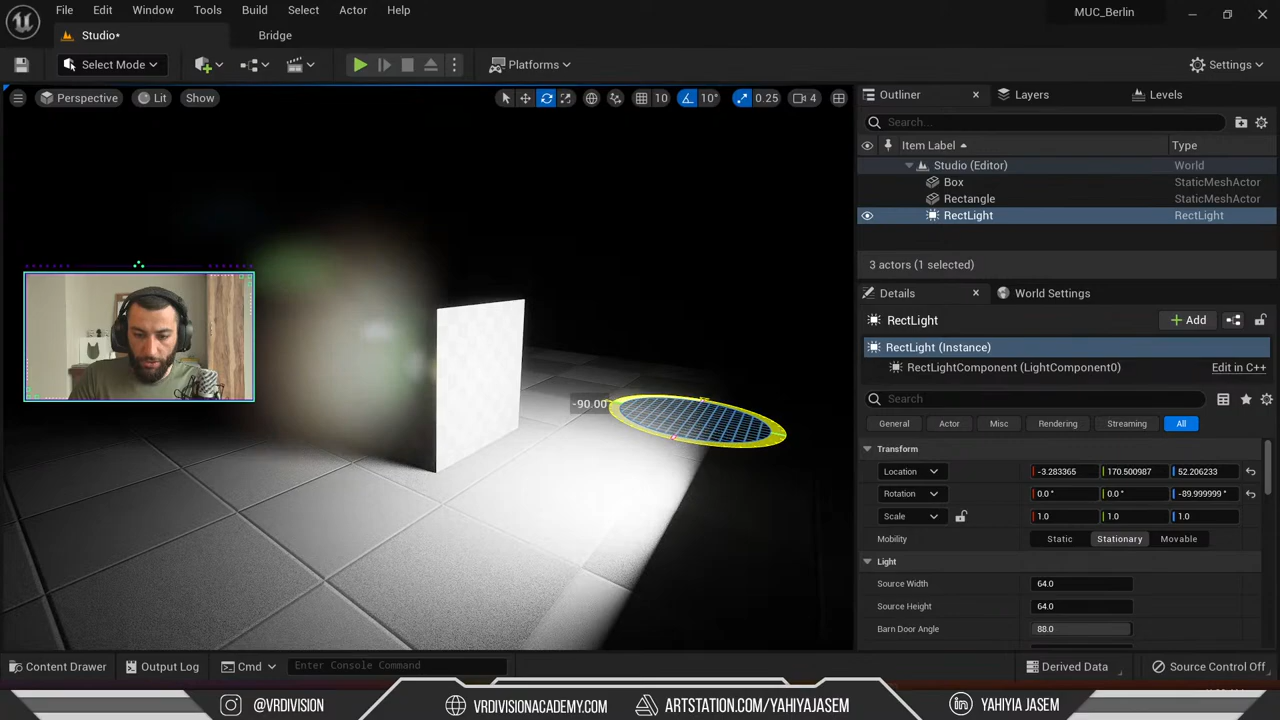 File Edit Window Tools Build Select Actor Help
MUC_Berlin
Studio*
Bridge
Select Mode
Platforms
Settings
Perspective
Lit
Show
10
10°
0.25
4
-90.00°
Outliner
Layers
Levels
Search...
Item Label
Type
Studio (Editor)
World
Box
StaticMeshActor
Rectangle
StaticMeshActor
RectLight
RectLight
3 actors (1 selected)
Details
World Settings
RectLight
Add
RectLight (Instance)
RectLightComponent (LightComponent0)
Edit in C++
Search
General
Actor
Misc
Rendering
Streaming
All
Transform
Location
-3.283365
170.500987
52.206233
Rotation
0.0 °
0.0 °
-89.999999 °
Scale
1.0
1.0
1.0
Mobility
Static
Stationary
Movable
Light
Source Width
64.0
Source Height
64.0
Barn Door Angle
88.0
Content Drawer
Output Log
Cmd
Enter Console Command
Derived Data
Source Control Off
@VRDIVISION
VRDIVISIONACADEMY.COM
ARTSTATION.COM/YAHIYAJASEM
YAHIYIA JASEM